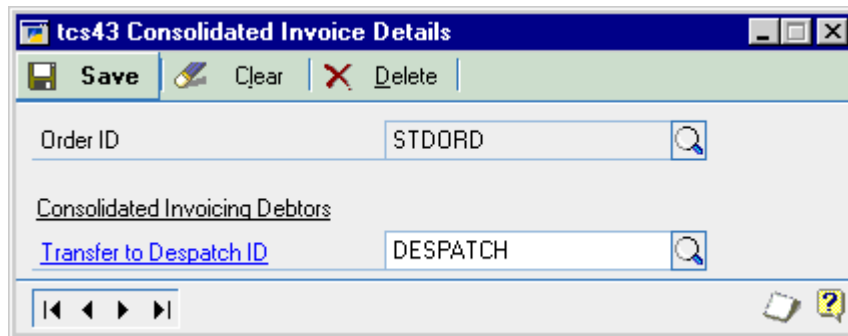 tcs43 Consolidated Invoice Details
Save Clear Delete
Order ID STDORD
Consolidated Invoicing Debtors
Transfer to Despatch ID DESPATCH